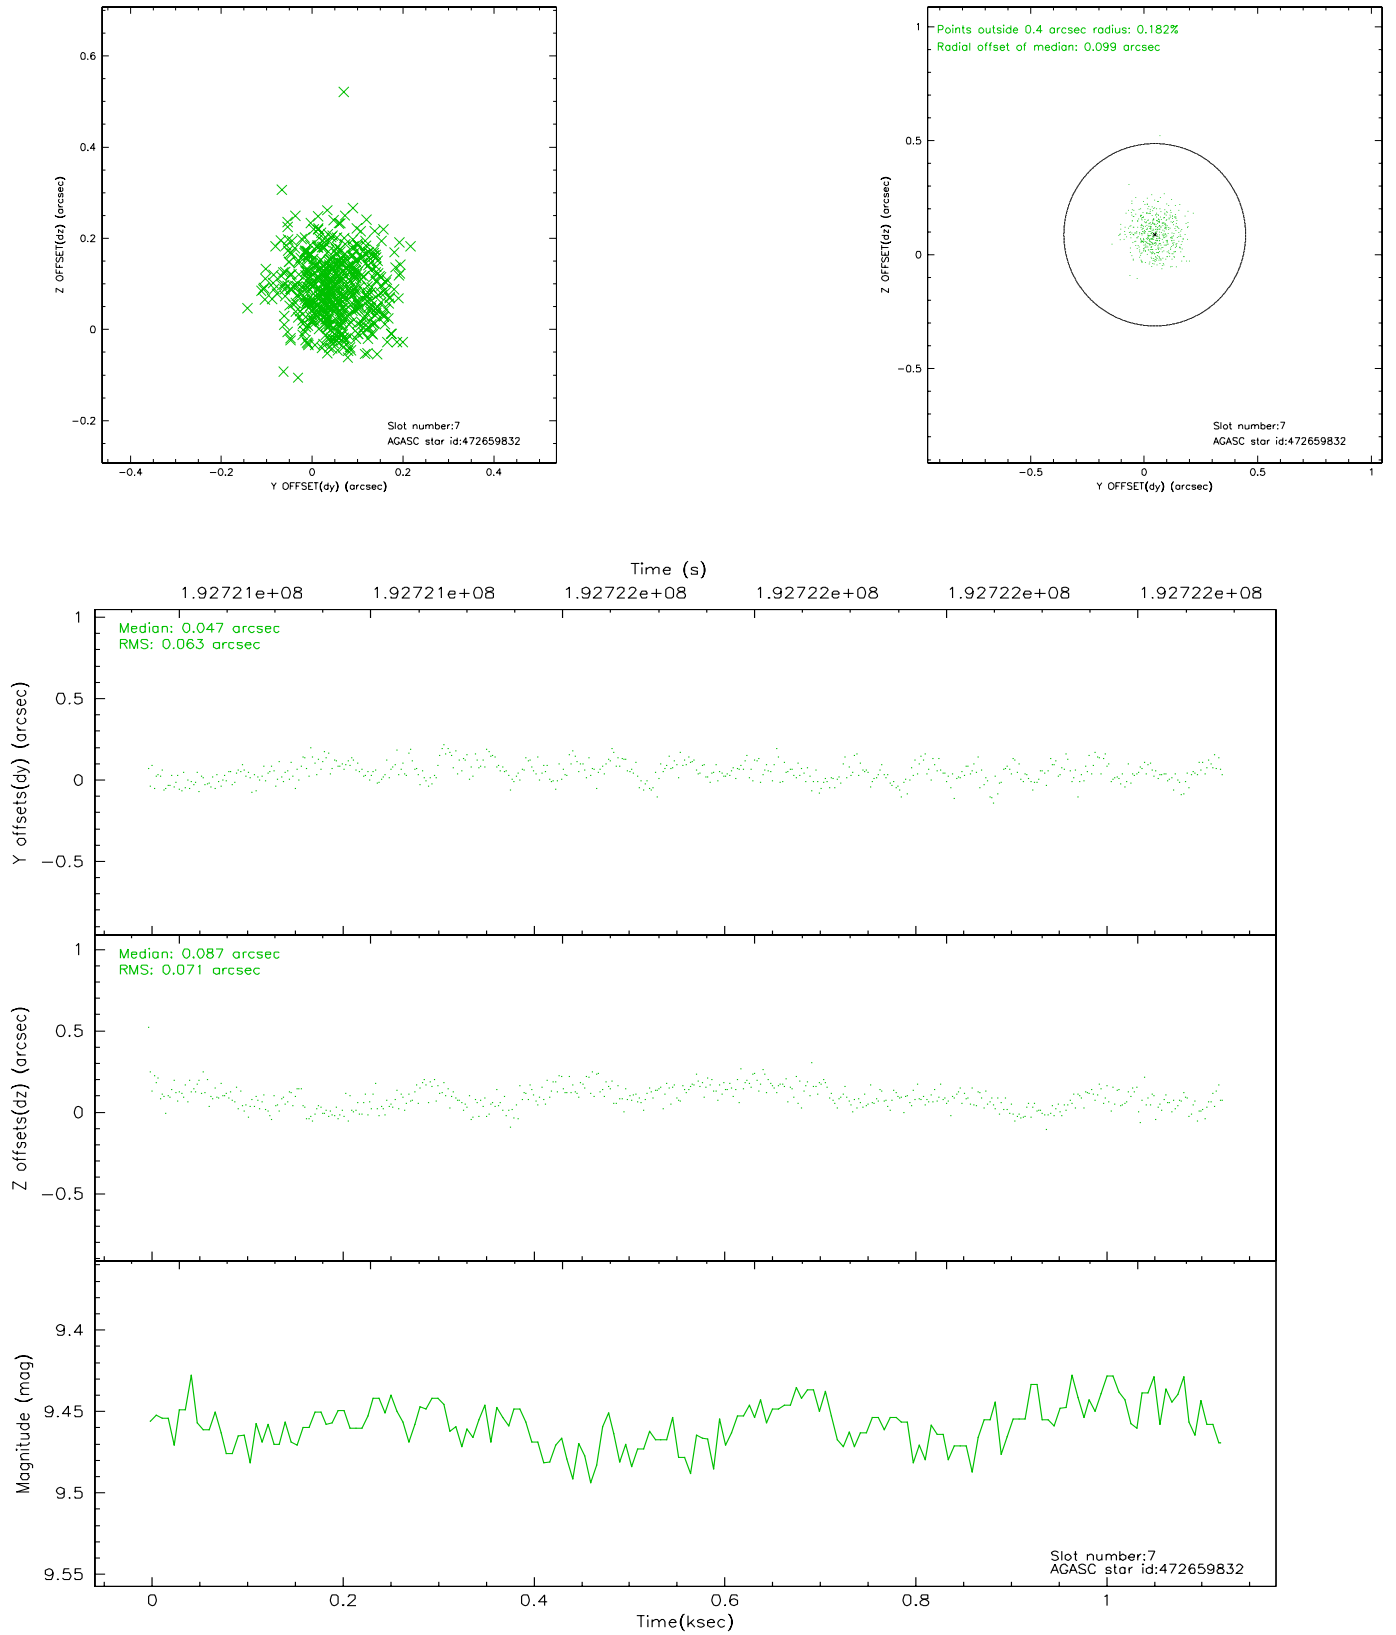 0.6
0.4
0.2
0
−0.2
Z OFFSET(dz) (arcsec)
−0.4
−0.2
0
0.2
0.4
Y OFFSET(dy) (arcsec)
Slot number:7
AGASC star id:472659832
Points outside 0.4 arcsec radius: 0.182%
Radial offset of median: 0.099 arcsec
1
0.5
0
−0.5
Z OFFSET(dz) (arcsec)
−0.5
0
0.5
1
Y OFFSET(dy) (arcsec)
Slot number:7
AGASC star id:472659832
Time (s)
1.92721e+08
1.92721e+08
1.92722e+08
1.92722e+08
1.92722e+08
1.92722e+08
Median: 0.047 arcsec
RMS: 0.063 arcsec
1
0.5
0
−0.5
Y offsets(dy) (arcsec)
Median: 0.087 arcsec
RMS: 0.071 arcsec
1
0.5
0
−0.5
Z offsets(dz) (arcsec)
9.4
9.45
9.5
9.55
Magnitude (mag)
Slot number:7
AGASC star id:472659832
0
0.2
0.4
0.6
0.8
1
Time(ksec)